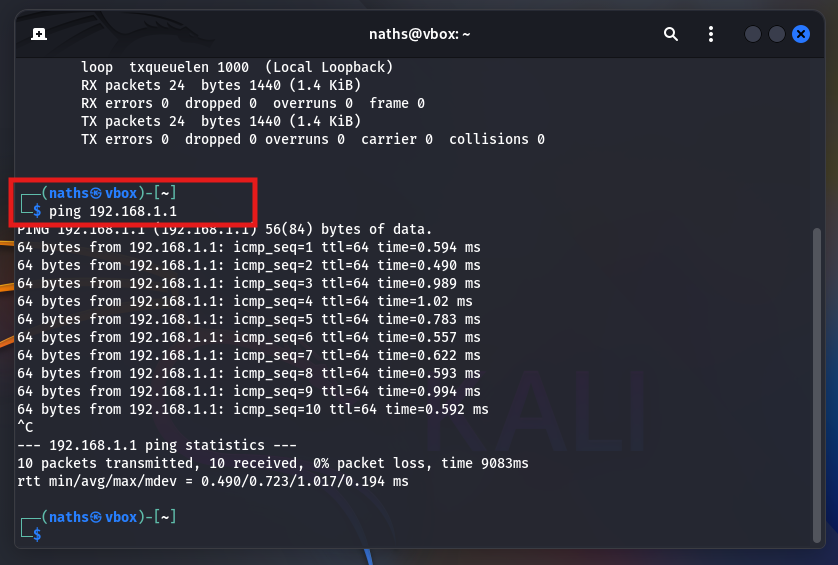 naths@vbox: ~
loop  txqueuelen 1000  (Local Loopback)
RX packets 24  bytes 1440 (1.4 KiB)
RX errors 0  dropped 0  overruns 0  frame 0
TX packets 24  bytes 1440 (1.4 KiB)
TX errors 0  dropped 0 overruns 0  carrier 0  collisions 0
┌──(naths㉿vbox)-[~]
└─$ ping 192.168.1.1
PING 192.168.1.1 (192.168.1.1) 56(84) bytes of data.
64 bytes from 192.168.1.1: icmp_seq=1 ttl=64 time=0.594 ms
64 bytes from 192.168.1.1: icmp_seq=2 ttl=64 time=0.490 ms
64 bytes from 192.168.1.1: icmp_seq=3 ttl=64 time=0.989 ms
64 bytes from 192.168.1.1: icmp_seq=4 ttl=64 time=1.02 ms
64 bytes from 192.168.1.1: icmp_seq=5 ttl=64 time=0.783 ms
64 bytes from 192.168.1.1: icmp_seq=6 ttl=64 time=0.557 ms
64 bytes from 192.168.1.1: icmp_seq=7 ttl=64 time=0.622 ms
64 bytes from 192.168.1.1: icmp_seq=8 ttl=64 time=0.593 ms
64 bytes from 192.168.1.1: icmp_seq=9 ttl=64 time=0.994 ms
64 bytes from 192.168.1.1: icmp_seq=10 ttl=64 time=0.592 ms
^C
KALI
--- 192.168.1.1 ping statistics ---
10 packets transmitted, 10 received, 0% packet loss, time 9083ms
rtt min/avg/max/mdev = 0.490/0.723/1.017/0.194 ms
┌──(naths㉿vbox)-[~]
└─$